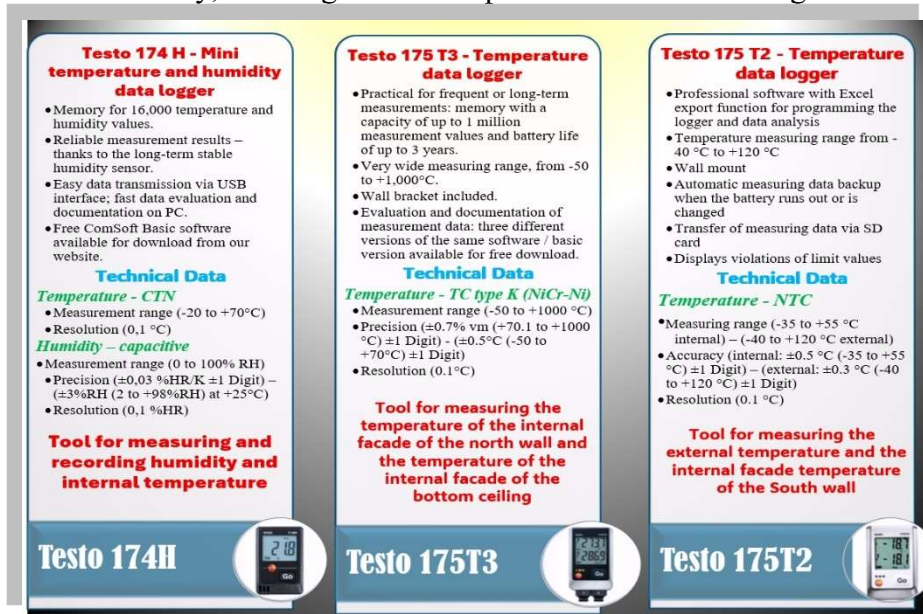 Testo 174 H - Mini
temperature and humidity
data logger
•Memory for 16,000 temperature and
humidity values.
•Reliable measurement results –
thanks to the long-term stable
humidity sensor.
•Easy data transmission via USB
interface; fast data evaluation and
documentation on PC.
•Free ComSoft Basic software
available for download from our
website.
Technical Data
Temperature - CTN
•Measurement range (-20 to +70°C)
•Resolution (0,1 °C)
Humidity – capacitive
•Measurement range (0 to 100% RH)
•Precision (±0,03 %HR/K ±1 Digit) –
(±3%RH (2 to +98%RH) at +25°C)
•Resolution (0,1 %HR)
Tool for measuring and
recording humidity and
internal temperature
Testo 174H
21.8
Go
Testo 175 T3 - Temperature
data logger
•Practical for frequent or long-term
measurements: memory with a
capacity of up to 1 million
measurement values and battery life
of up to 3 years.
•Very wide measuring range, from -50
to +1,000°C.
•Wall bracket included.
•Evaluation and documentation of
measurement data: three different
versions of the same software / basic
version available for free download.
Technical Data
Temperature - TC type K (NiCr-Ni)
•Measurement range (-50 to +1000 °C)
•Precision (±0.7% vm (+70.1 to +1000
°C) ±1 Digit) - (±0.5°C (-50 to
+70°C) ±1 Digit)
•Resolution (0.1°C)
Tool for measuring the
temperature of the internal
facade of the north wall and
the temperature of the
internal facade of the
bottom ceiling
Testo 175T3
Go
Testo 175 T2 - Temperature
data logger
•Professional software with Excel
export function for programming the
logger and data analysis
•Temperature measuring range from -
40 °C to +120 °C
•Wall mount
•Automatic measuring data backup
when the battery runs out or is
changed
•Transfer of measuring data via SD
card
•Displays violations of limit values
Technical Data
Temperature - NTC
•Measuring range (-35 to +55 °C
internal) – (-40 to +120 °C external)
•Accuracy (internal: ±0.5 °C (-35 to +55
°C) ±1 Digit) – (external: ±0.3 °C (-40
to +120 °C) ±1 Digit)
•Resolution (0.1 °C)
Tool for measuring the
external temperature and the
internal facade temperature
of the South wall
Testo 175T2
-18.7
-18.1
Go